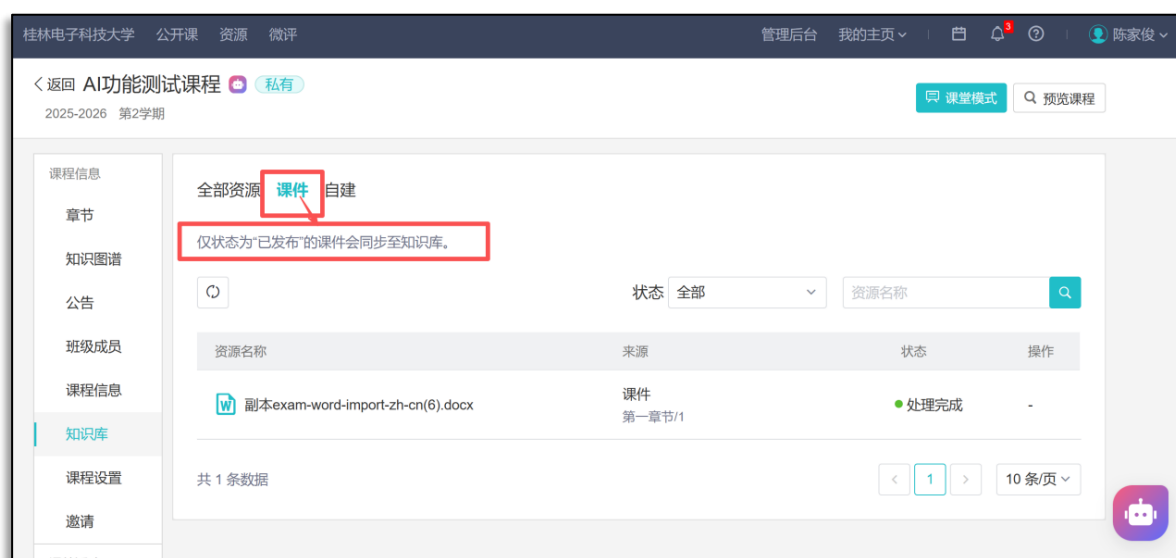 桂林电子科技大学 公开课 资源 微评 管理后台 我的主页 3 陈家俊
返回 AI功能测试课程 私有 课堂模式 预览课程
2025-2026 第2学期
课程信息
章节
知识图谱
公告
班级成员
课程信息
知识库
课程设置
邀请
全部资源 课件 自建
仅状态为“已发布”的课件会同步至知识库。
状态 全部 资源名称
资源名称 来源 状态 操作
副本exam-word-import-zh-cn(6).docx 课件 处理完成 -
第一章节/1
共 1 条数据 1 10 条/页